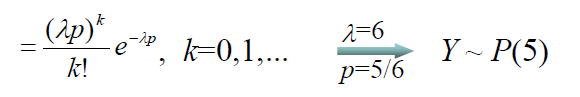 = (λp)^k / k! e^{-λp}, k=0,1,... λ=6 p=5/6 Y ~ P(5)